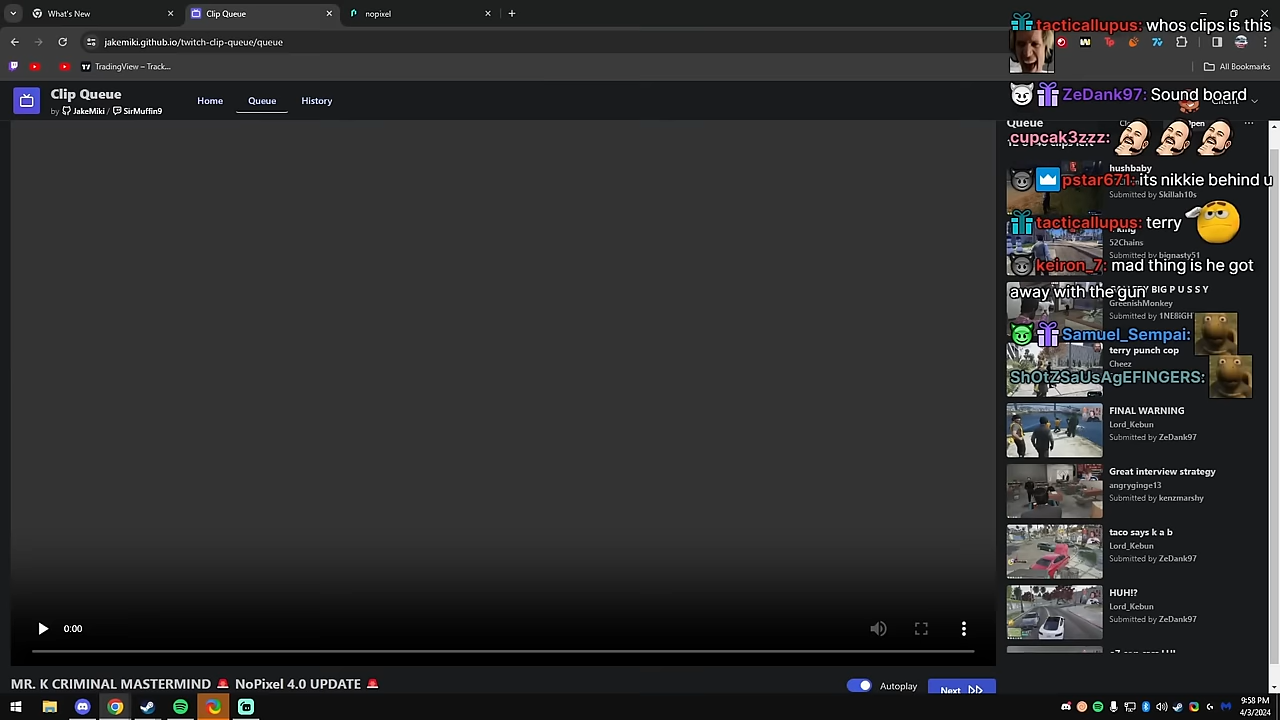 What's New
Clip Queue
nopixel
jakemiki.github.io/twitch-clip-queue/queue
TradingView – Track...
All Bookmarks
Clip Queue
by JakeMiki / SirMuffin9
Home
Queue
History
tacticallupus: whos clips is this
ZeDank97: Sound board
Queue
cupcak3zzz:
hushbaby
pstar671: its nikkie behind u
Submitted by Skillah10s
tacticallupus: terry
52Chains
Submitted by bignasty51
keiron_7: mad thing is he got
away with the gun
BIG P U S S Y
GreenishMonkey
Submitted by 1NE8iGH
Samuel_Sempai:
terry punch cop
Cheez
ShOtZSaUsAgEFINGERS:
FINAL WARNING
Lord_Kebun
Submitted by ZeDank97
Great interview strategy
angryginge13
Submitted by kenzmarshy
taco says k a b
Lord_Kebun
Submitted by ZeDank97
HUH!?
Lord_Kebun
Submitted by ZeDank97
0:00
MR. K CRIMINAL MASTERMIND 🚨 NoPixel 4.0 UPDATE 🚨
Autoplay
Next
9:58 PM
4/3/2024